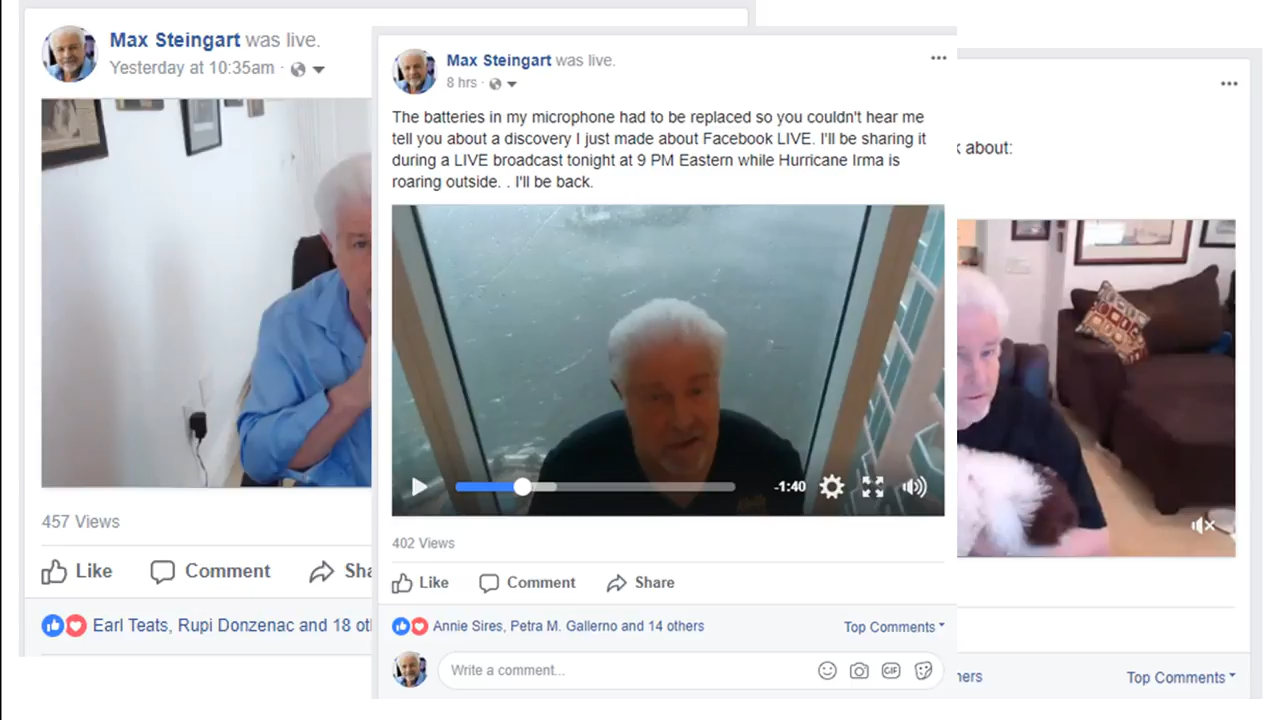 Max Steingart was live.
Yesterday at 10:35am ·
457 Views
Like Comment Sha
Earl Teats, Rupi Donzenac and 18 ot
Max Steingart was live.
8 hrs ·
The batteries in my microphone had to be replaced so you couldn't hear me
tell you about a discovery I just made about Facebook LIVE. I'll be sharing it
during a LIVE broadcast tonight at 9 PM Eastern while Hurricane Irma is
roaring outside. . I'll be back.
-1:40
402 Views
Like Comment Share
Annie Sires, Petra M. Gallerno and 14 others Top Comments
Write a comment...
GIF
about:
hers Top Comments